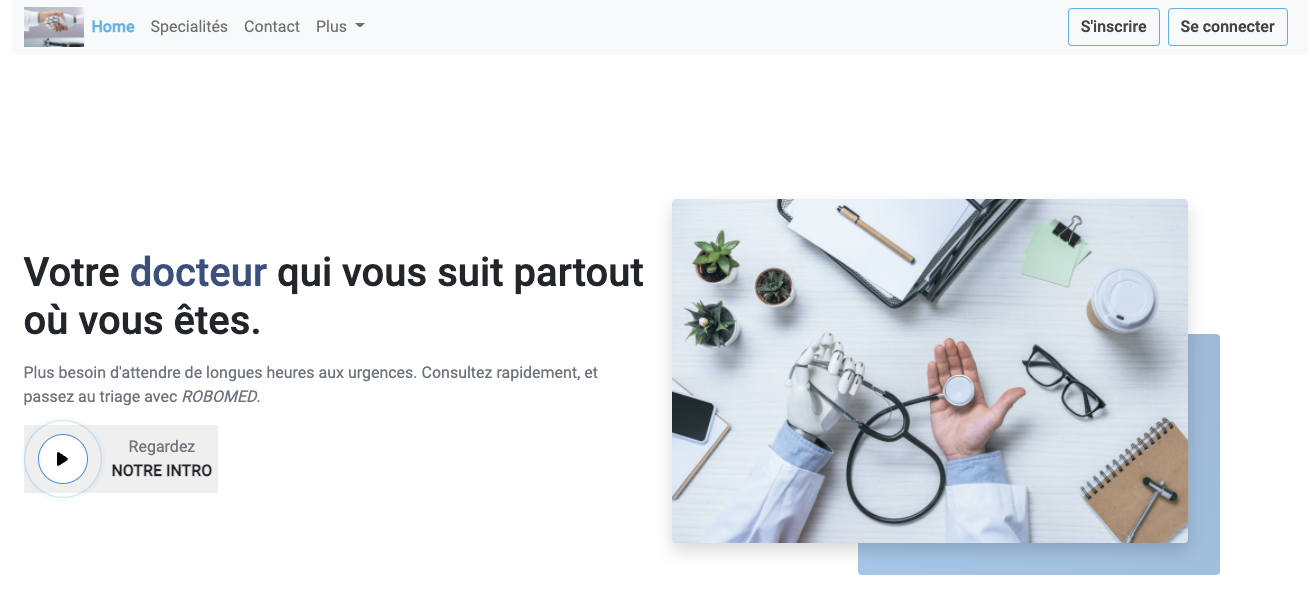 Home Specialités Contact Plus
S'inscrire Se connecter
Votre docteur qui vous suit partout
où vous êtes.
Plus besoin d'attendre de longues heures aux urgences. Consultez rapidement, et
passez au triage avec ROBOMED.
Regardez
NOTRE INTRO